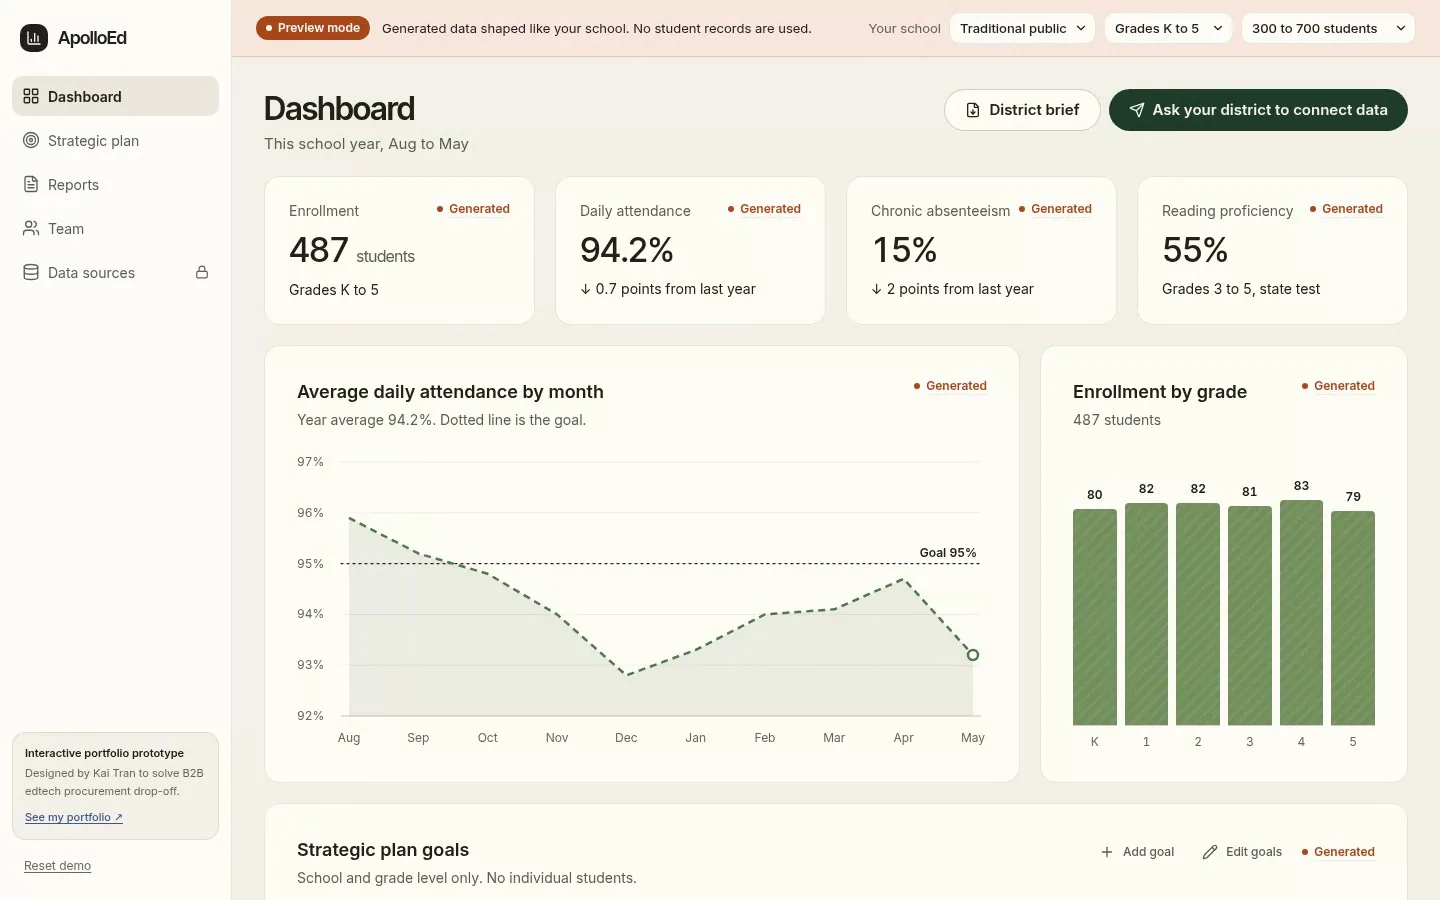 ApolloEd
Dashboard
Strategic plan
Reports
Team
Data sources
Interactive portfolio prototype
Designed by Kai Tran to solve B2B
edtech procurement drop-off.
See my portfolio ↗
Reset demo
Preview mode Generated data shaped like your school. No student records are used. Your school Traditional public Grades K to 5 300 to 700 students
Dashboard
This school year, Aug to May
District brief Ask your district to connect data
Enrollment Generated
487 students
Grades K to 5
Daily attendance Generated
94.2%
↓ 0.7 points from last year
Chronic absenteeism Generated
15%
↓ 2 points from last year
Reading proficiency Generated
55%
Grades 3 to 5, state test
Average daily attendance by month Generated
Year average 94.2%. Dotted line is the goal.
97%
96%
Goal 95%
95%
94%
93%
92%
Aug Sep Oct Nov Dec Jan Feb Mar Apr May
Enrollment by grade Generated
487 students
80 82 82 81 83 79
K 1 2 3 4 5
Strategic plan goals Add goal Edit goals Generated
School and grade level only. No individual students.